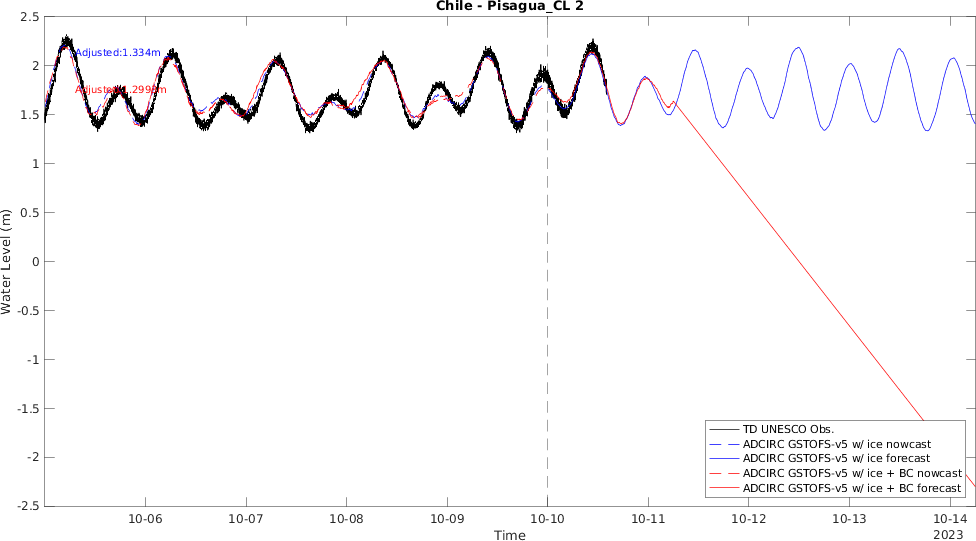 Chile - Pisagua_CL 2
2.5
2
1.5
1
0.5
0
-0.5
-1
-1.5
-2
-2.5
Water Level (m)
Adjusted:1.334m
TD UNESCO Obs.
ADCIRC GSTOFS-v5 w/ ice nowcast
ADCIRC GSTOFS-v5 w/ ice forecast
ADCIRC GSTOFS-v5 w/ ice + BC nowcast
ADCIRC GSTOFS-v5 w/ ice + BC forecast
10-06
10-07
10-08
10-09
10-10
10-11
10-12
10-13
10-14
Time
2023